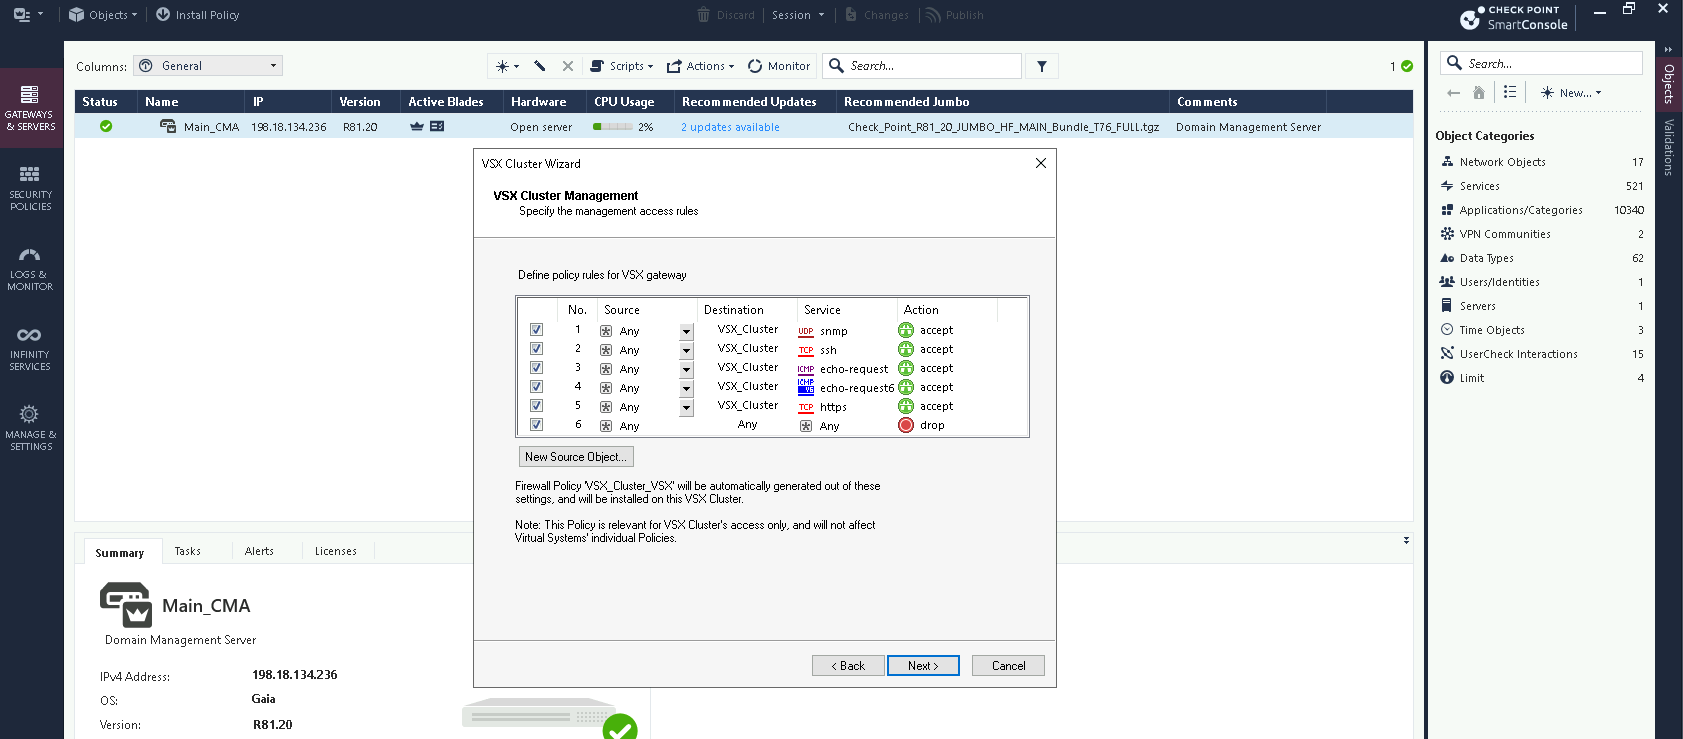 Objects
Install Policy
Discard
Session
Changes
Publish
CHECK POINT
SmartConsole
Columns:
General
Scripts
Actions
Monitor
Search...
1
Status Name IP Version Active Blades Hardware CPU Usage Recommended Updates Recommended Jumbo Comments
Main_CMA 198.18.134.236 R81.20 Open server 2% 2 updates available Check_Point_R81_20_JUMBO_HF_MAIN_Bundle_T76_FULL.tgz Domain Management Server
GATEWAYS
& SERVERS
SECURITY
POLICIES
LOGS &
MONITOR
INFINITY
SERVICES
MANAGE &
SETTINGS
VSX Cluster Wizard
VSX Cluster Management
Specify the management access rules
Define policy rules for VSX gateway
No. Source Destination Service Action
1 Any VSX_Cluster UDP snmp accept
2 Any VSX_Cluster TCP ssh accept
3 Any VSX_Cluster ICMP echo-request accept
4 Any VSX_Cluster ICMP V6 echo-request6 accept
5 Any VSX_Cluster TCP https accept
6 Any Any Any drop
New Source Object...
Firewall Policy 'VSX_Cluster_VSX' will be automatically generated out of these
settings, and will be installed on this VSX Cluster.
Note: This Policy is relevant for VSX Cluster's access only, and will not affect
Virtual Systems' individual Policies.
< Back
Next >
Cancel
Summary
Tasks
Alerts
Licenses
Main_CMA
Domain Management Server
IPv4 Address: 198.18.134.236
OS: Gaia
Version: R81.20
Search...
New...
Object Categories
Network Objects 17
Services 521
Applications/Categories 10340
VPN Communities 2
Data Types 62
Users/Identities 1
Servers 1
Time Objects 3
UserCheck Interactions 15
Limit 4
Objects
Validations